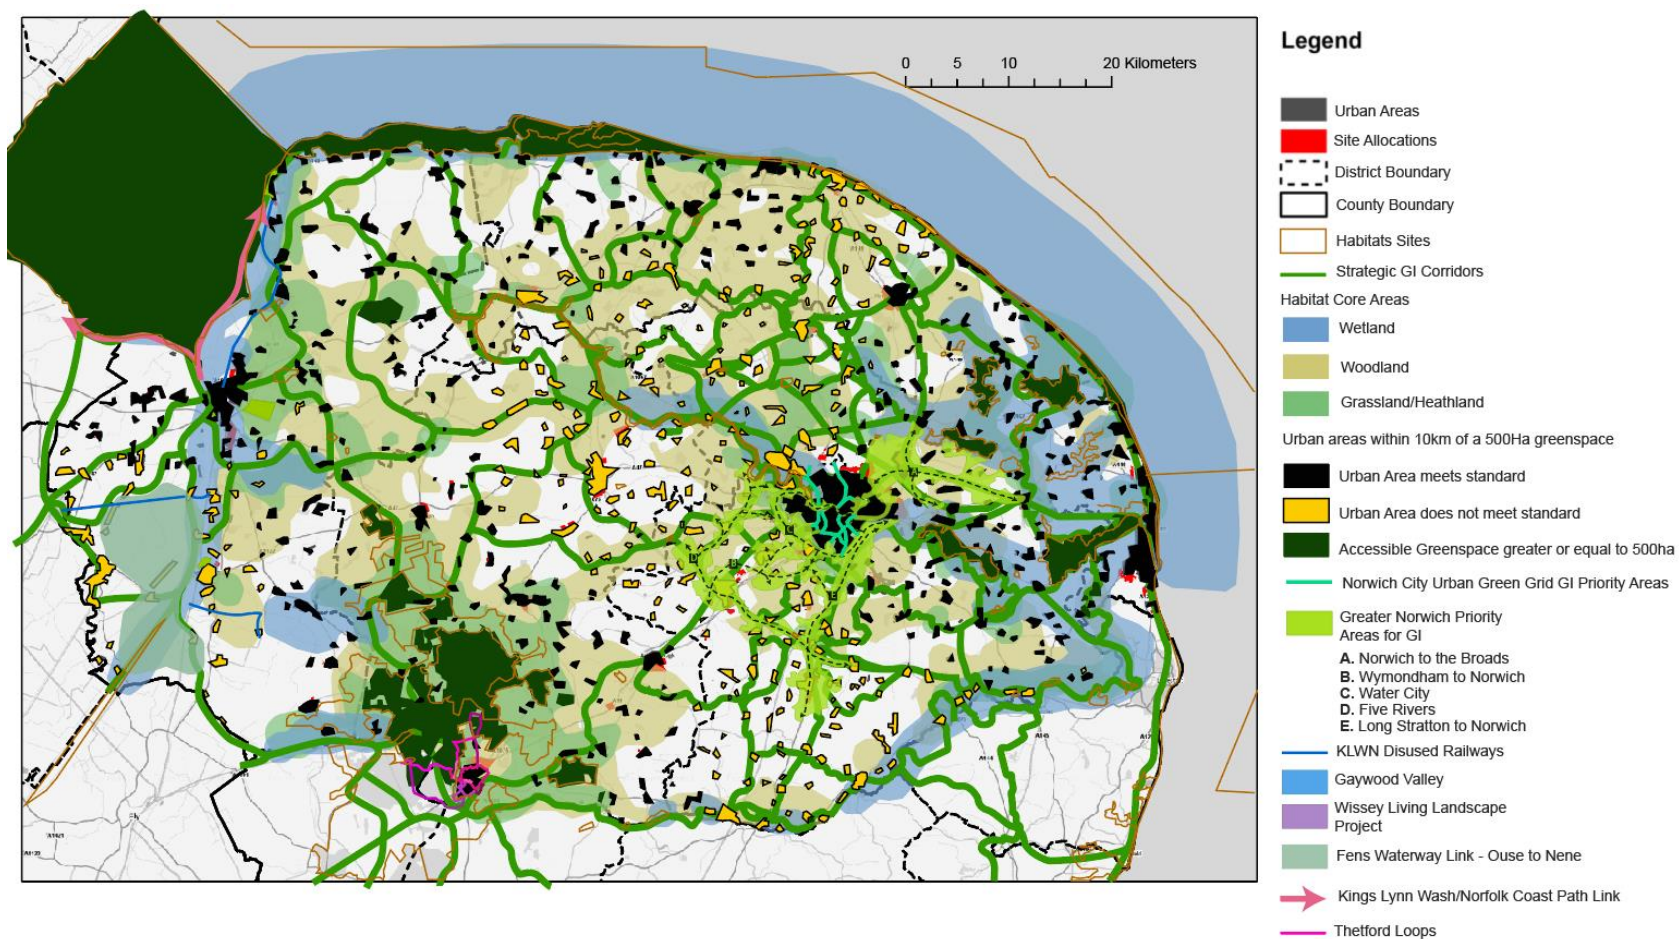 0 5 10 20 Kilometers
Legend
Urban Areas
Site Allocations
District Boundary
County Boundary
Habitats Sites
Strategic GI Corridors
Habitat Core Areas
Wetland
Woodland
Grassland/Heathland
Urban areas within 10km of a 500Ha greenspace
Urban Area meets standard
Urban Area does not meet standard
Accessible Greenspace greater or equal to 500ha
Norwich City Urban Green Grid GI Priority Areas
Greater Norwich Priority
Areas for GI
A. Norwich to the Broads
B. Wymondham to Norwich
C. Water City
D. Five Rivers
E. Long Stratton to Norwich
KLWN Disused Railways
Gaywood Valley
Wissey Living Landscape
Project
Fens Waterway Link - Ouse to Nene
Kings Lynn Wash/Norfolk Coast Path Link
Thetford Loops
A
C
D
B
E